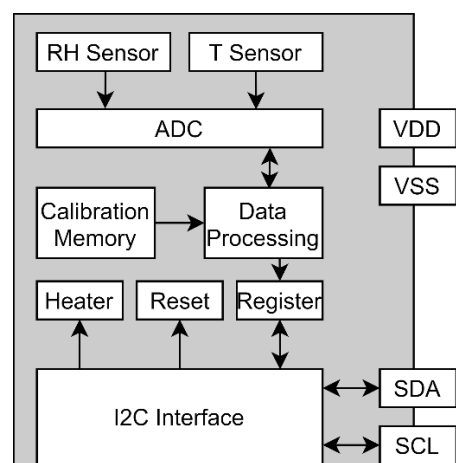 RH Sensor
T Sensor
ADC
VDD
VSS
Calibration
Memory
Data
Processing
Heater
Reset
Register
I2C Interface
SDA
SCL